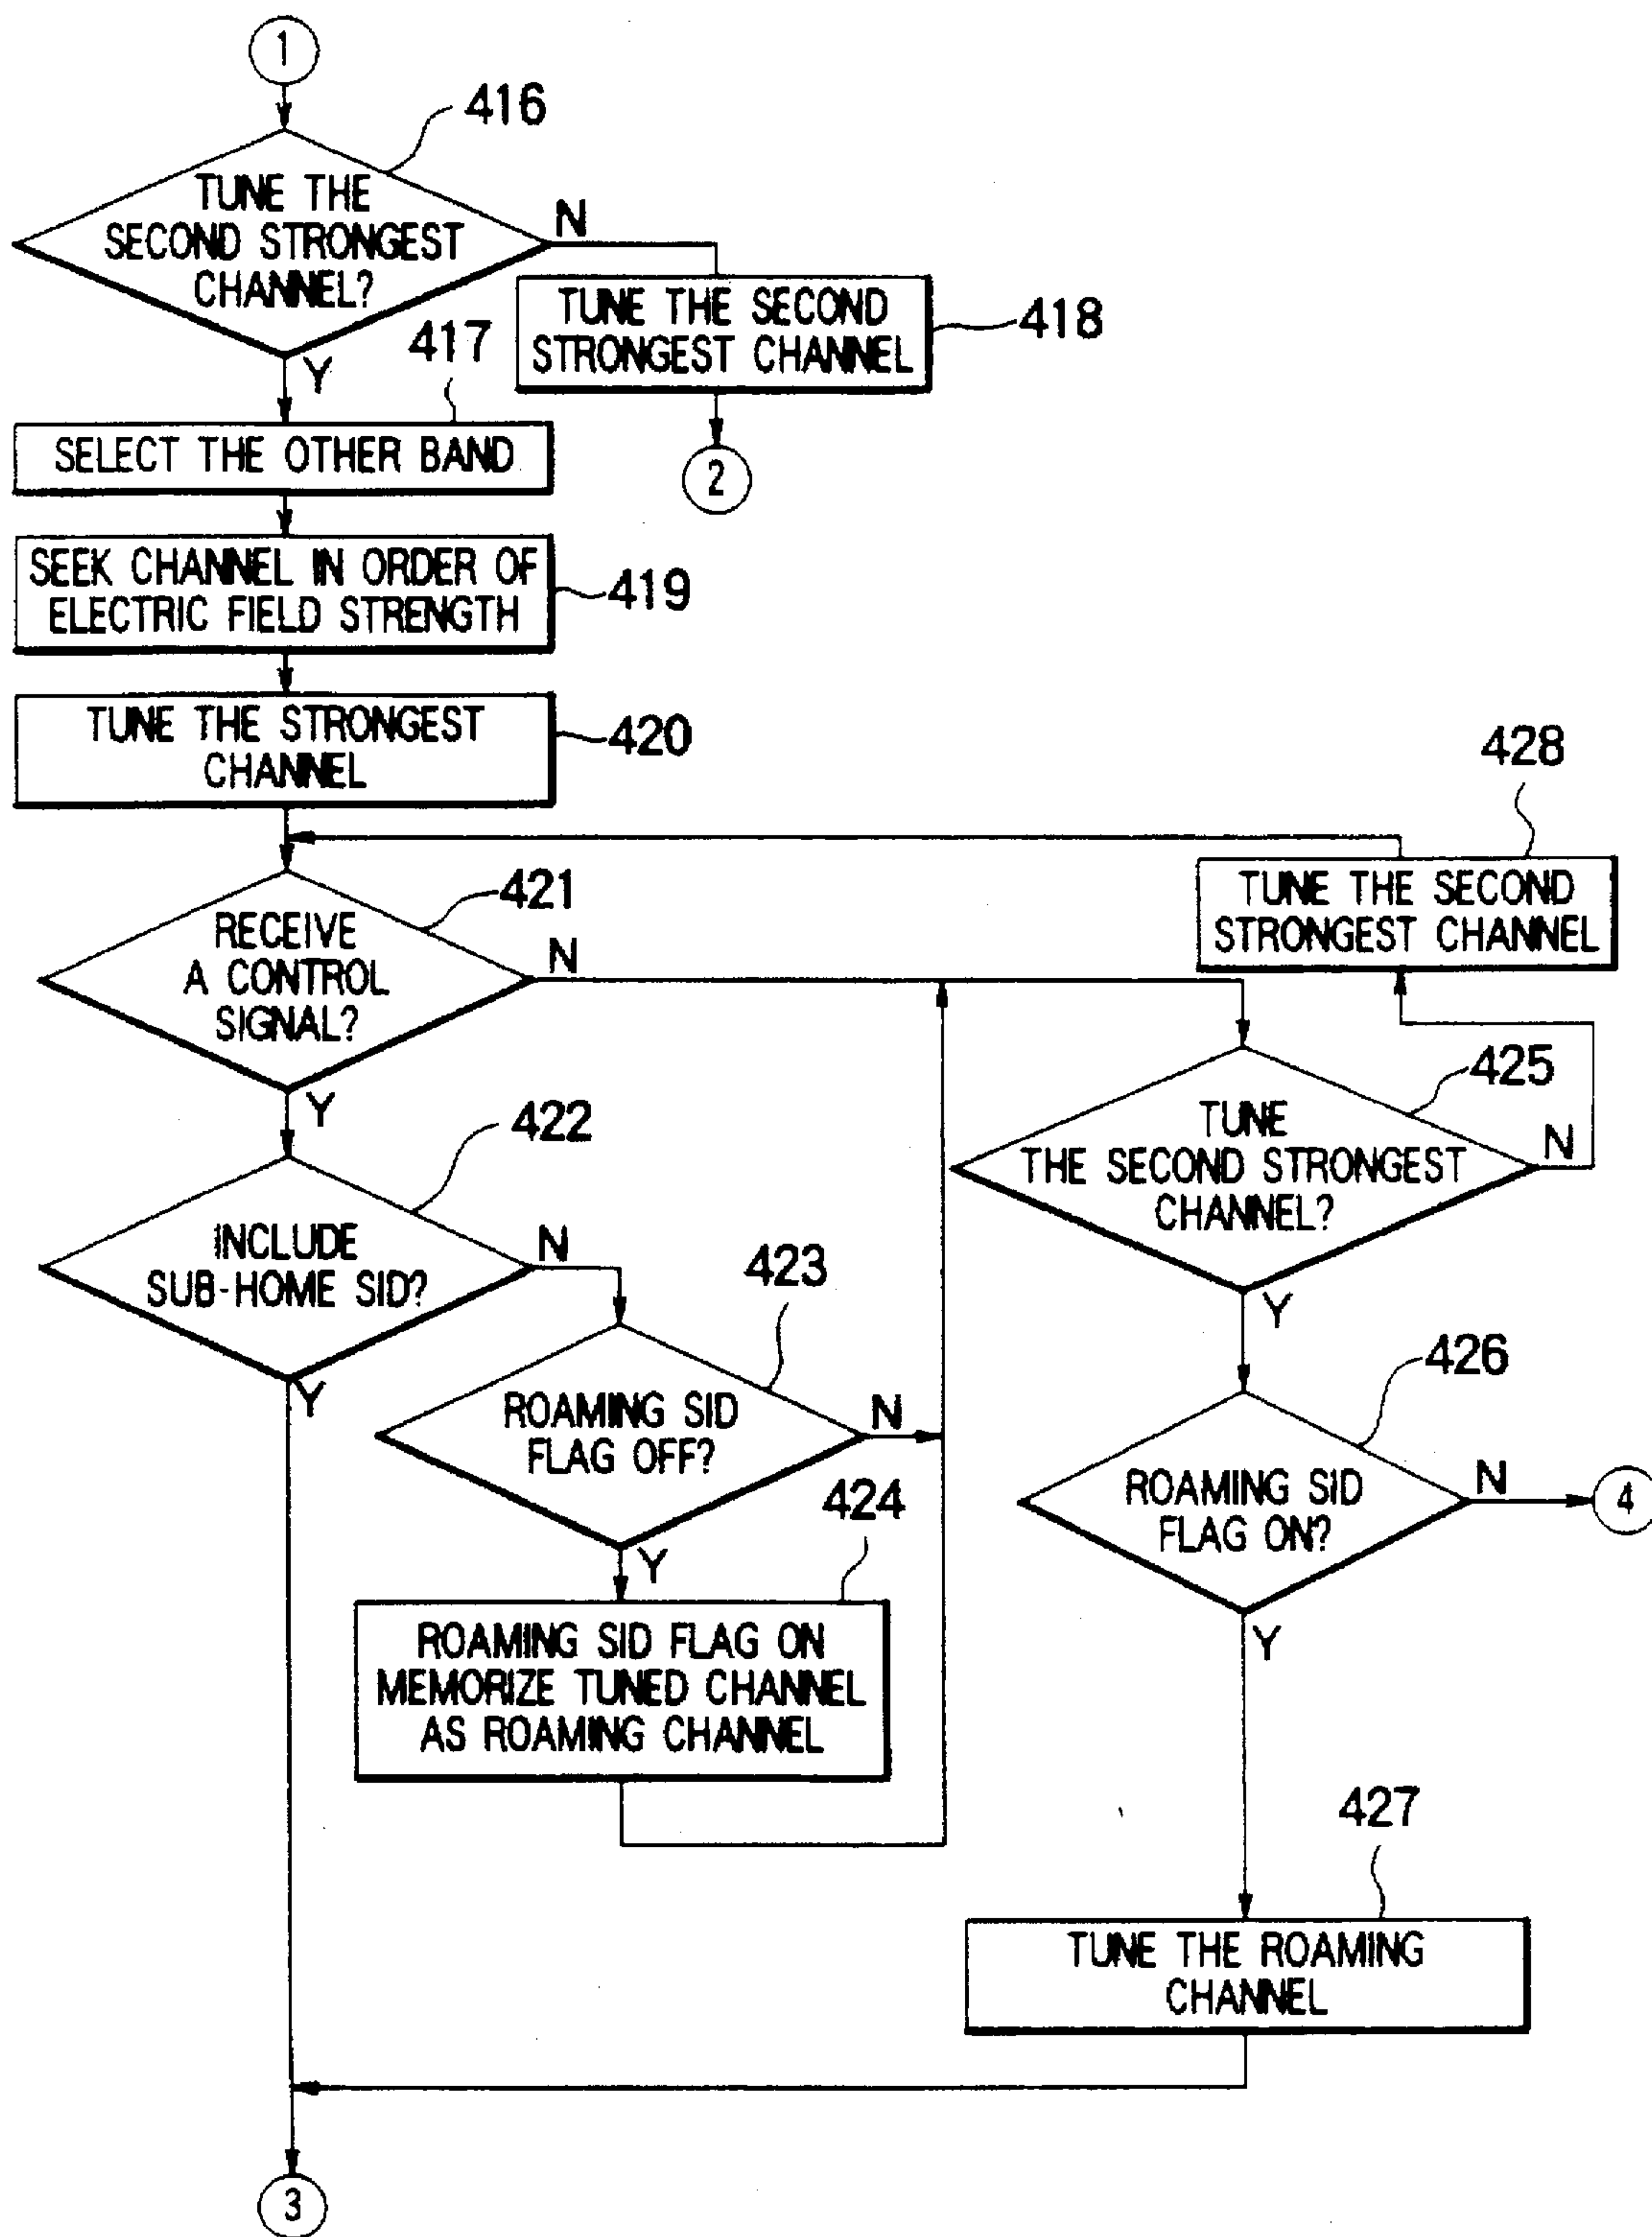 1
416
TUNE THE
SECOND STRONGEST
CHANNEL?
N
Y
417
TUNE THE SECOND
STRONGEST CHANNEL
418
2
SELECT THE OTHER BAND
SEEK CHANNEL IN ORDER OF
ELECTRIC FIELD STRENGTH
419
TUNE THE STRONGEST
CHANNEL
420
428
TUNE THE SECOND
STRONGEST CHANNEL
421
RECEIVE
A CONTROL
SIGNAL?
N
Y
425
TUNE
THE SECOND STRONGEST
CHANNEL?
N
Y
422
INCLUDE
SUB-HOME SID?
N
Y
423
ROAMING SID
FLAG OFF?
N
Y
424
ROAMING SID FLAG ON
MEMORIZE TUNED CHANNEL
AS ROAMING CHANNEL
426
ROAMING SID
FLAG ON?
N
4
Y
427
TUNE THE ROAMING
CHANNEL
3